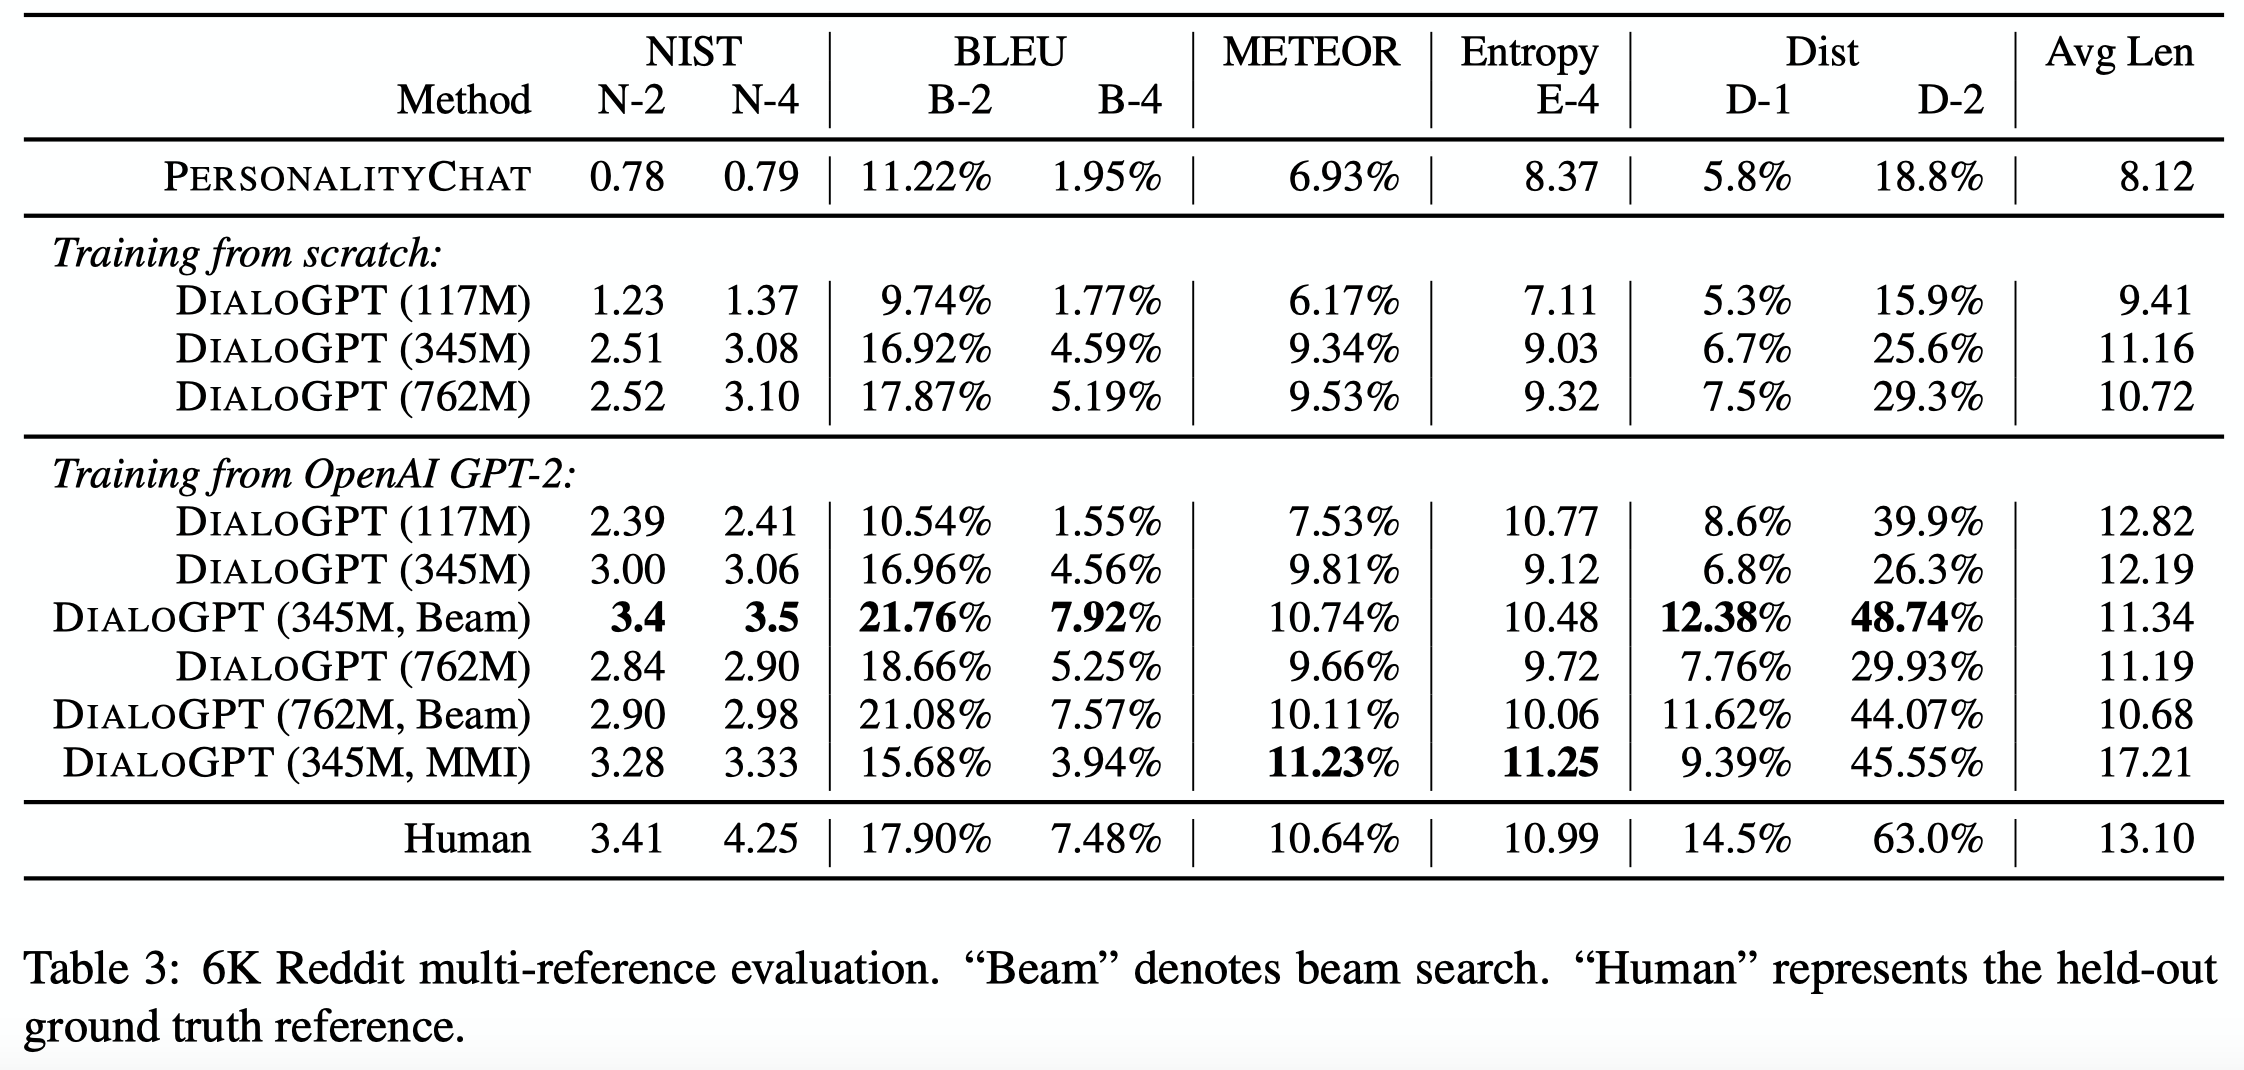 NIST BLEU METEOR Entropy Dist Avg Len
Method N-2 N-4 B-2 B-4 E-4 D-1 D-2
PERSONALITYCHAT 0.78 0.79 11.22% 1.95% 6.93% 8.37 5.8% 18.8% 8.12
Training from scratch:
DIALOGPT (117M) 1.23 1.37 9.74% 1.77% 6.17% 7.11 5.3% 15.9% 9.41
DIALOGPT (345M) 2.51 3.08 16.92% 4.59% 9.34% 9.03 6.7% 25.6% 11.16
DIALOGPT (762M) 2.52 3.10 17.87% 5.19% 9.53% 9.32 7.5% 29.3% 10.72
Training from OpenAI GPT-2:
DIALOGPT (117M) 2.39 2.41 10.54% 1.55% 7.53% 10.77 8.6% 39.9% 12.82
DIALOGPT (345M) 3.00 3.06 16.96% 4.56% 9.81% 9.12 6.8% 26.3% 12.19
DIALOGPT (345M, Beam) 3.4 3.5 21.76% 7.92% 10.74% 10.48 12.38% 48.74% 11.34
DIALOGPT (762M) 2.84 2.90 18.66% 5.25% 9.66% 9.72 7.76% 29.93% 11.19
DIALOGPT (762M, Beam) 2.90 2.98 21.08% 7.57% 10.11% 10.06 11.62% 44.07% 10.68
DIALOGPT (345M, MMI) 3.28 3.33 15.68% 3.94% 11.23% 11.25 9.39% 45.55% 17.21
Human 3.41 4.25 17.90% 7.48% 10.64% 10.99 14.5% 63.0% 13.10
Table 3: 6K Reddit multi-reference evaluation. “Beam” denotes beam search. “Human” represents the held-out
ground truth reference.